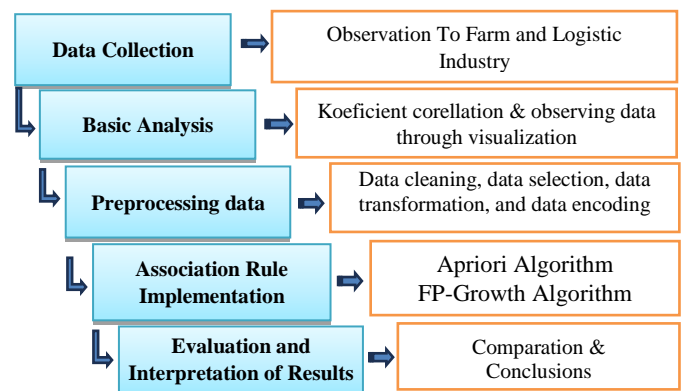 Data Collection
Observation To Farm and Logistic
Industry
Basic Analysis
Koeficient corellation & observing data
through visualization
Preprocessing data
Data cleaning, data selection, data
transformation, and data encoding
Association Rule
Implementation
Apriori Algorithm
FP-Growth Algorithm
Evaluation and
Interpretation of Results
Comparation &
Conclusions